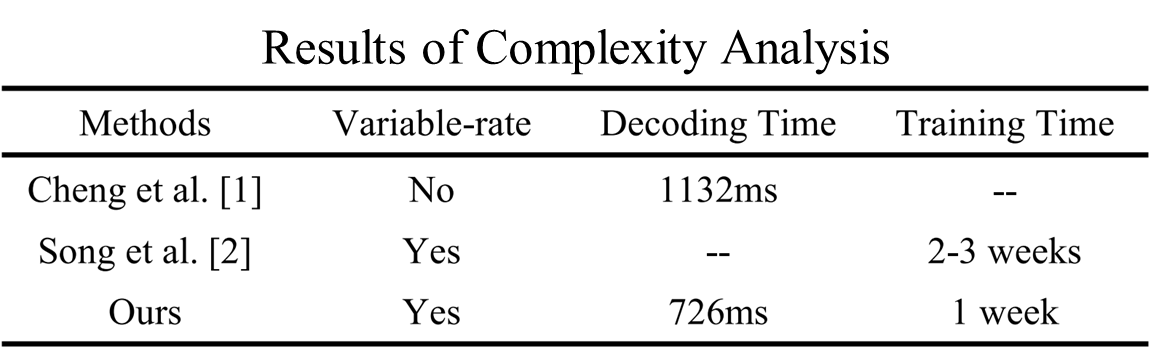 Results of Complexity Analysis
Methods Variable-rate Decoding Time Training Time
Cheng et al. [1] No 1132ms --
Song et al. [2] Yes -- 2-3 weeks
Ours Yes 726ms 1 week